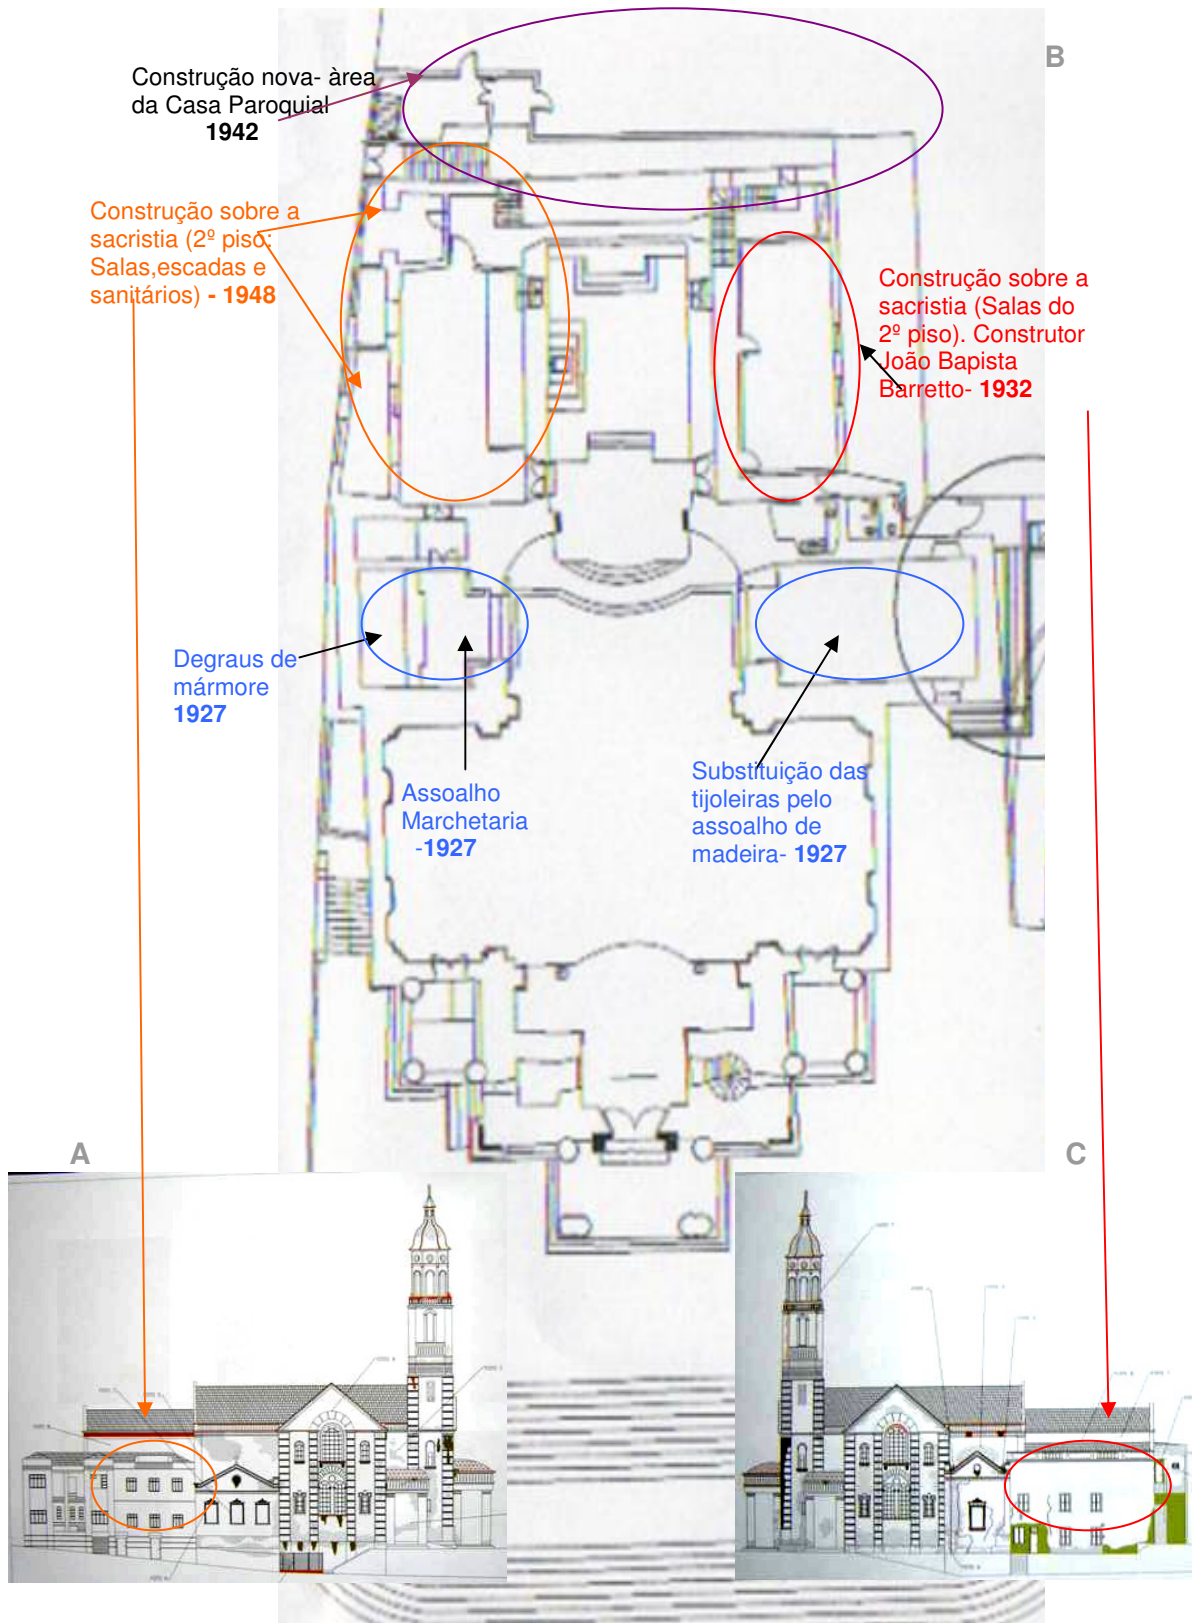 B
Construção nova- àrea
da Casa Paroquial
1942
Construção sobre a
sacristia (2º piso:
Salas,escadas e
sanitários) - 1948
Construção sobre a
sacristia (Salas do
2º piso). Construtor
João Bapista
Barretto- 1932
Degraus de
mármore
1927
Assoalho
Marchetaria
-1927
Substituição das
tijoleiras pelo
assoalho de
madeira- 1927
A
C